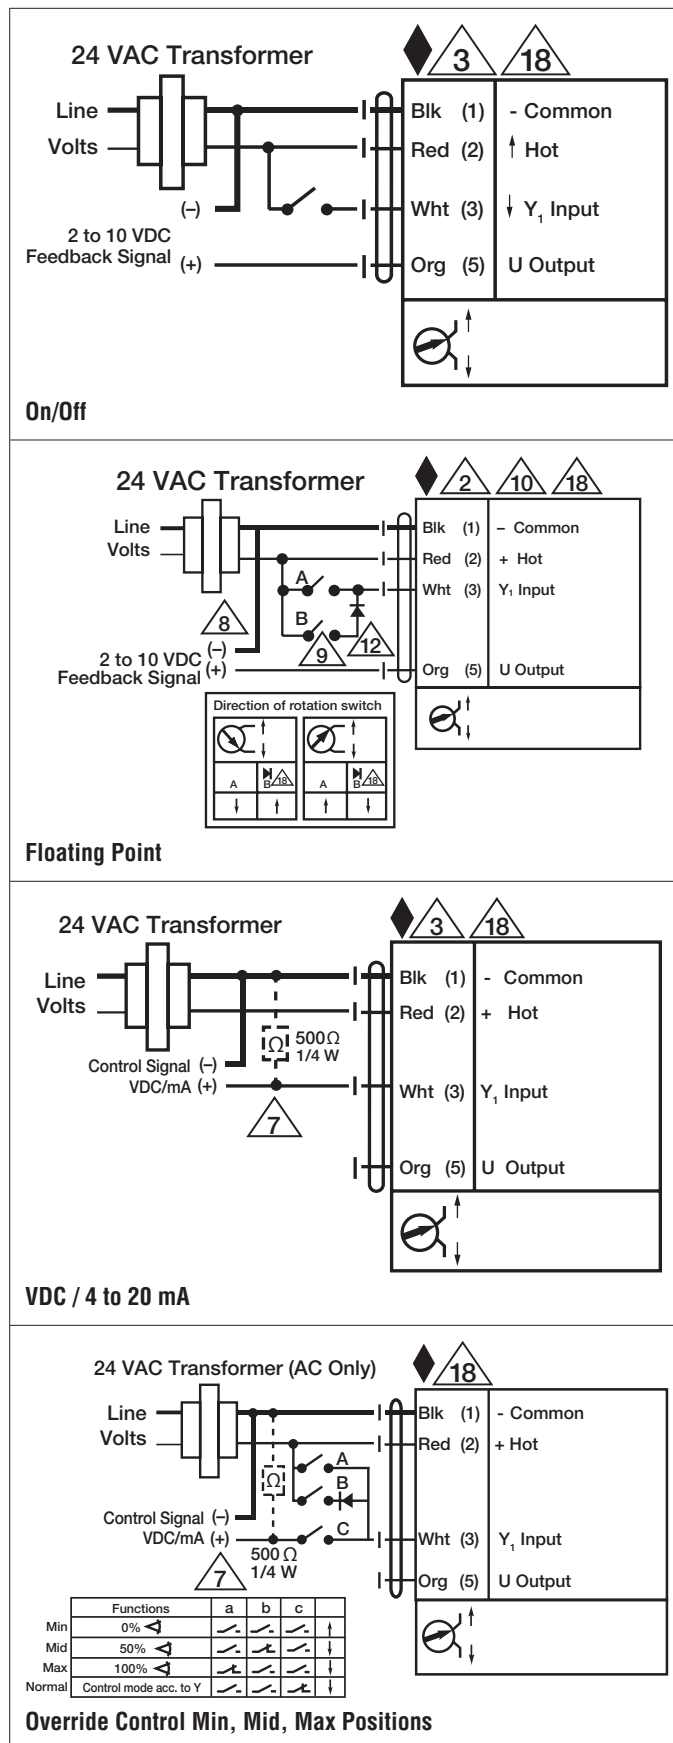 24 VAC Transformer
3 18
Line
Volts
Blk (1) - Common
Red (2) Hot
(–)
Wht (3) Y1 Input
2 to 10 VDC
Feedback Signal (+)
Org (5) U Output
On/Off
24 VAC Transformer
2 10 18
Line
Volts
Blk (1) – Common
Red (2) + Hot
A
Wht (3) Y1 Input
8
B
9
12
2 to 10 VDC (–)
Feedback Signal (+)
Org (5) U Output
Direction of rotation switch
A B 18 A B 18
Floating Point
24 VAC Transformer
3 18
Line
Volts
Blk (1) - Common
Red (2) + Hot
Ω 500Ω
1/4 W
Control Signal (–)
VDC/mA (+)
Wht (3) Y1 Input
7
Org (5) U Output
VDC / 4 to 20 mA
24 VAC Transformer (AC Only)
18
Line
Volts
Blk (1) - Common
Red (2) + Hot
A
Ω
B
Control Signal (–)
VDC/mA (+)
C
Wht (3) Y1 Input
7
500 Ω
1/4 W
Org (5) U Output
Functions a b c
Min 0%
Mid 50%
Max 100%
Normal Control mode acc. to Y
Override Control Min, Mid, Max Positions